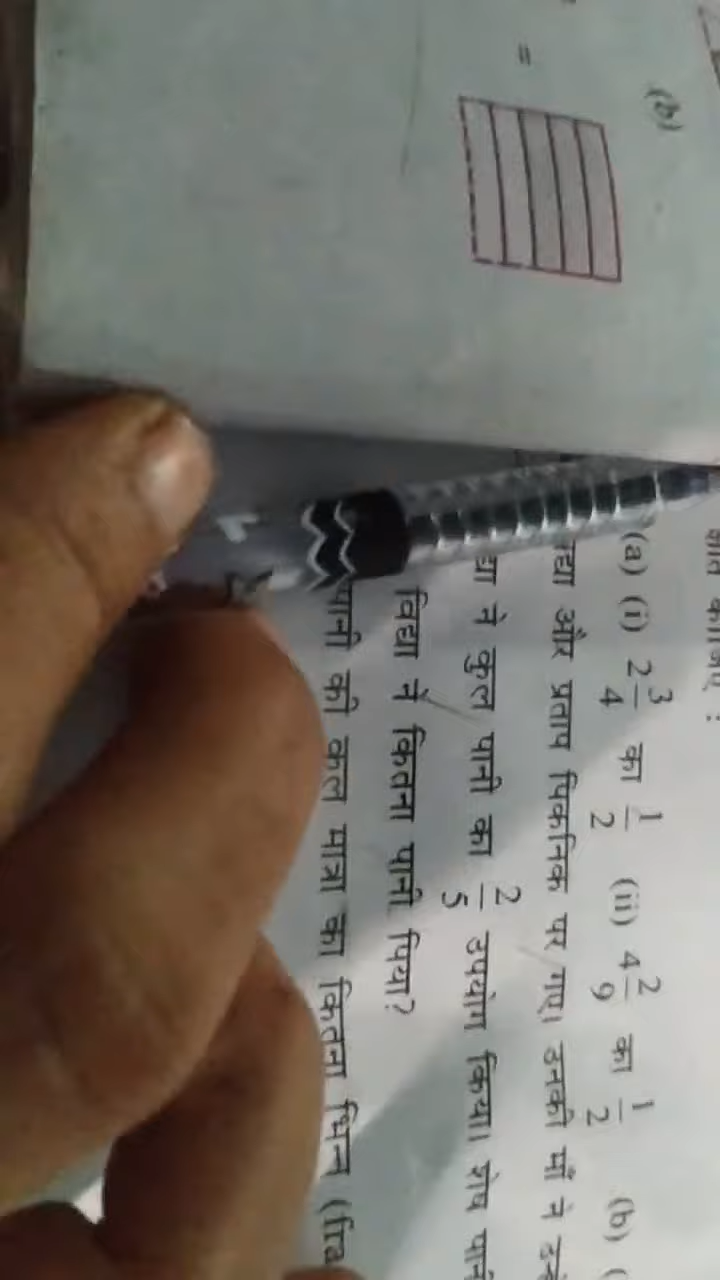 (b)
=
ज्ञात कीजिए :
(a) (i) 2 3/4 का 1/2 (ii) 4 2/9 का 1/2 (b) (
और प्रताप पिकनिक पर गए। उनकी माँ ने
ने कुल पानी का 2/5 उपयोग किया। शेष
विद्या ने कितना पानी पिया?
पानी की कुल मात्रा का कितना भिन्न (fra